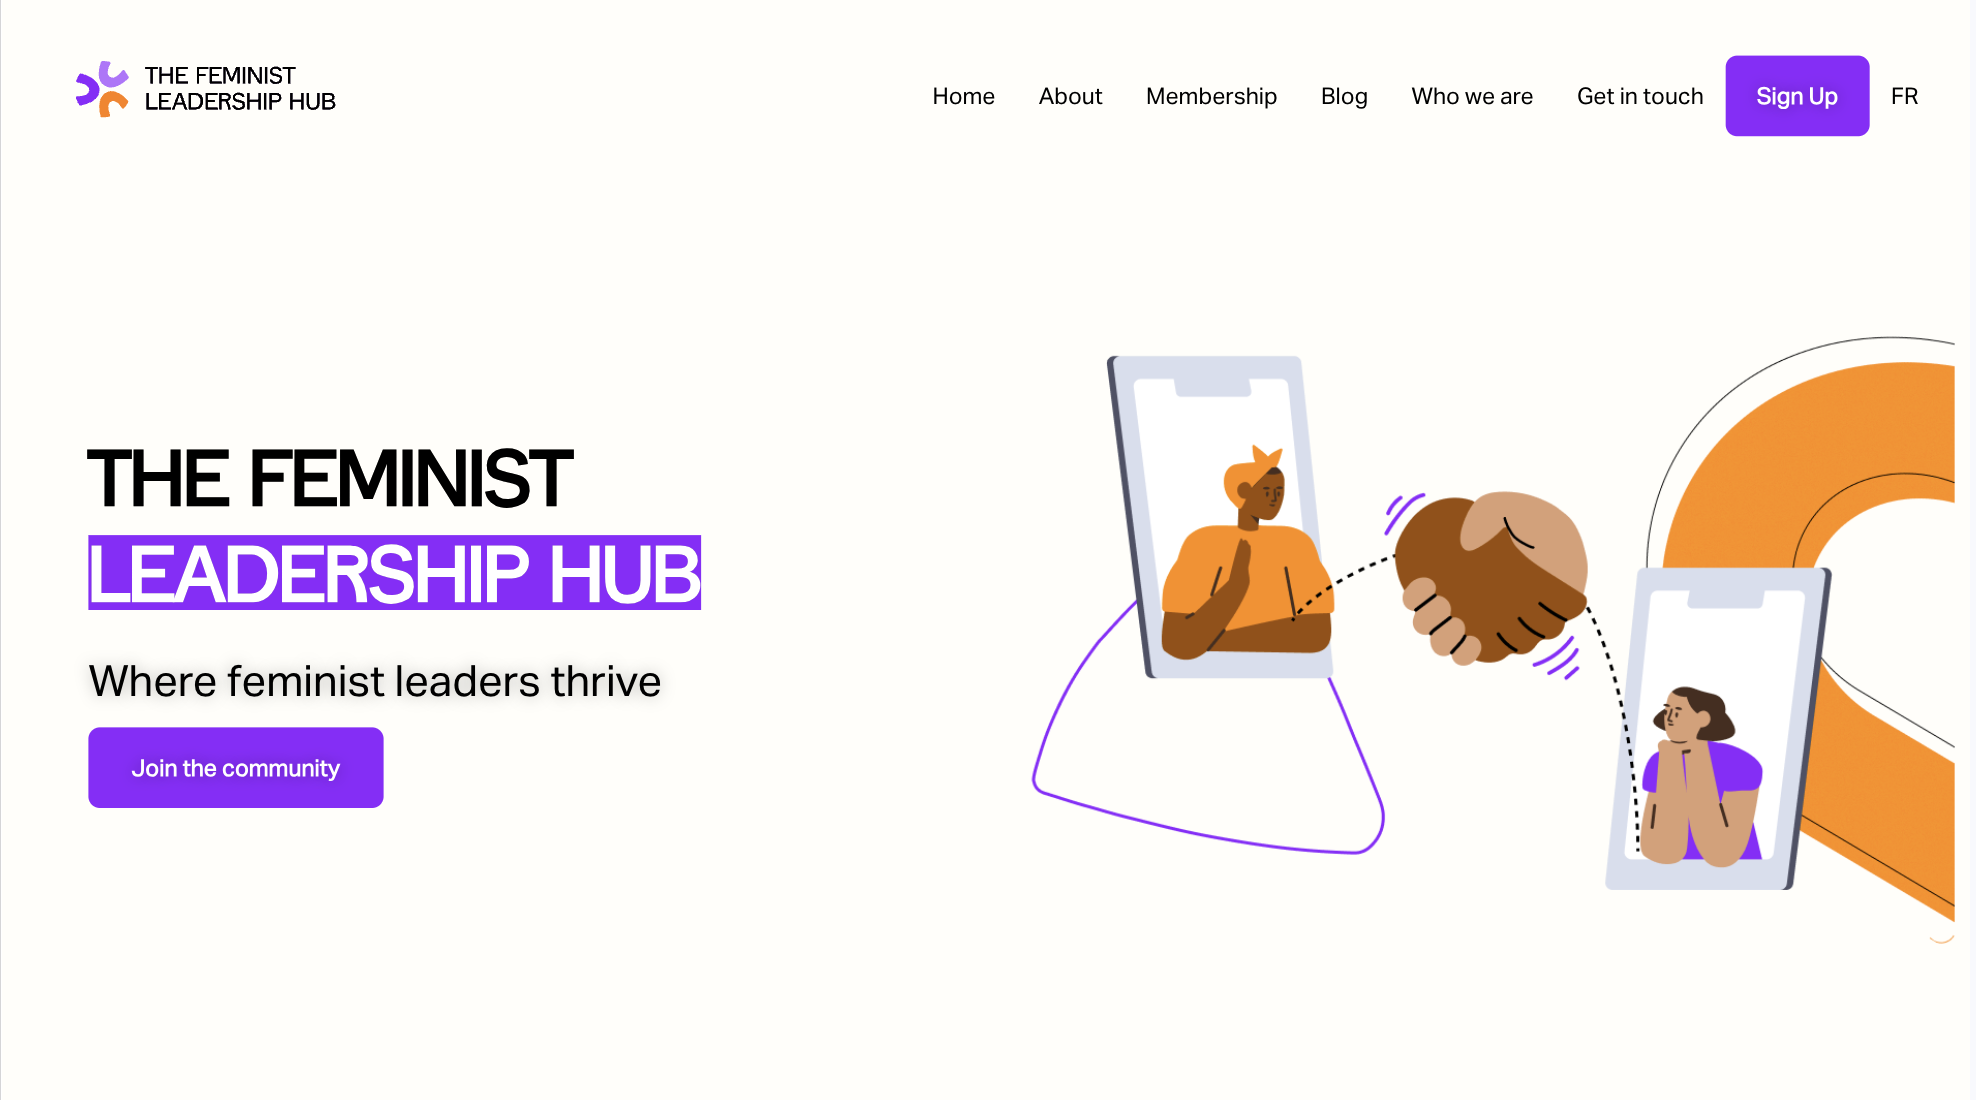 THE FEMINIST
LEADERSHIP HUB
Home About Membership Blog Who we are Get in touch Sign Up FR
THE FEMINIST
LEADERSHIP HUB
Where feminist leaders thrive
Join the community